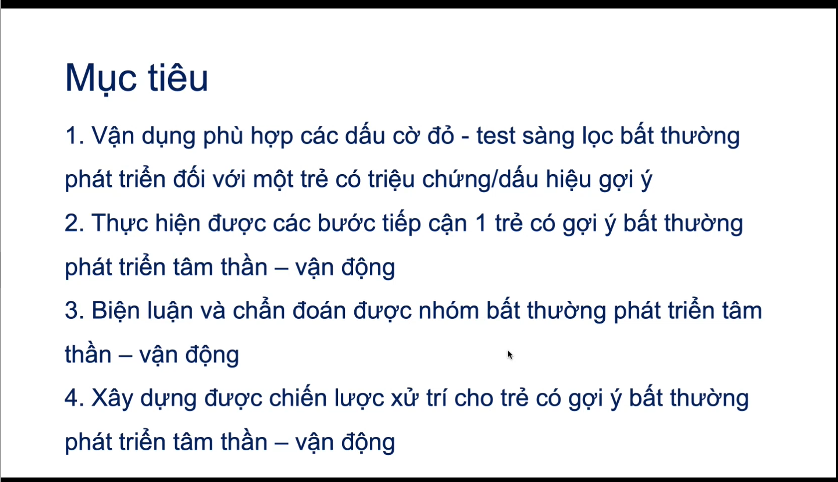 Mục tiêu
1. Vận dụng phù hợp các dấu cờ đỏ - test sàng lọc bất thường
phát triển đối với một trẻ có triệu chứng/dấu hiệu gợi ý
2. Thực hiện được các bước tiếp cận 1 trẻ có gợi ý bất thường
phát triển tâm thần – vận động
3. Biện luận và chẩn đoán được nhóm bất thường phát triển tâm
thần – vận động
4. Xây dựng được chiến lược xử trí cho trẻ có gợi ý bất thường
phát triển tâm thần – vận động